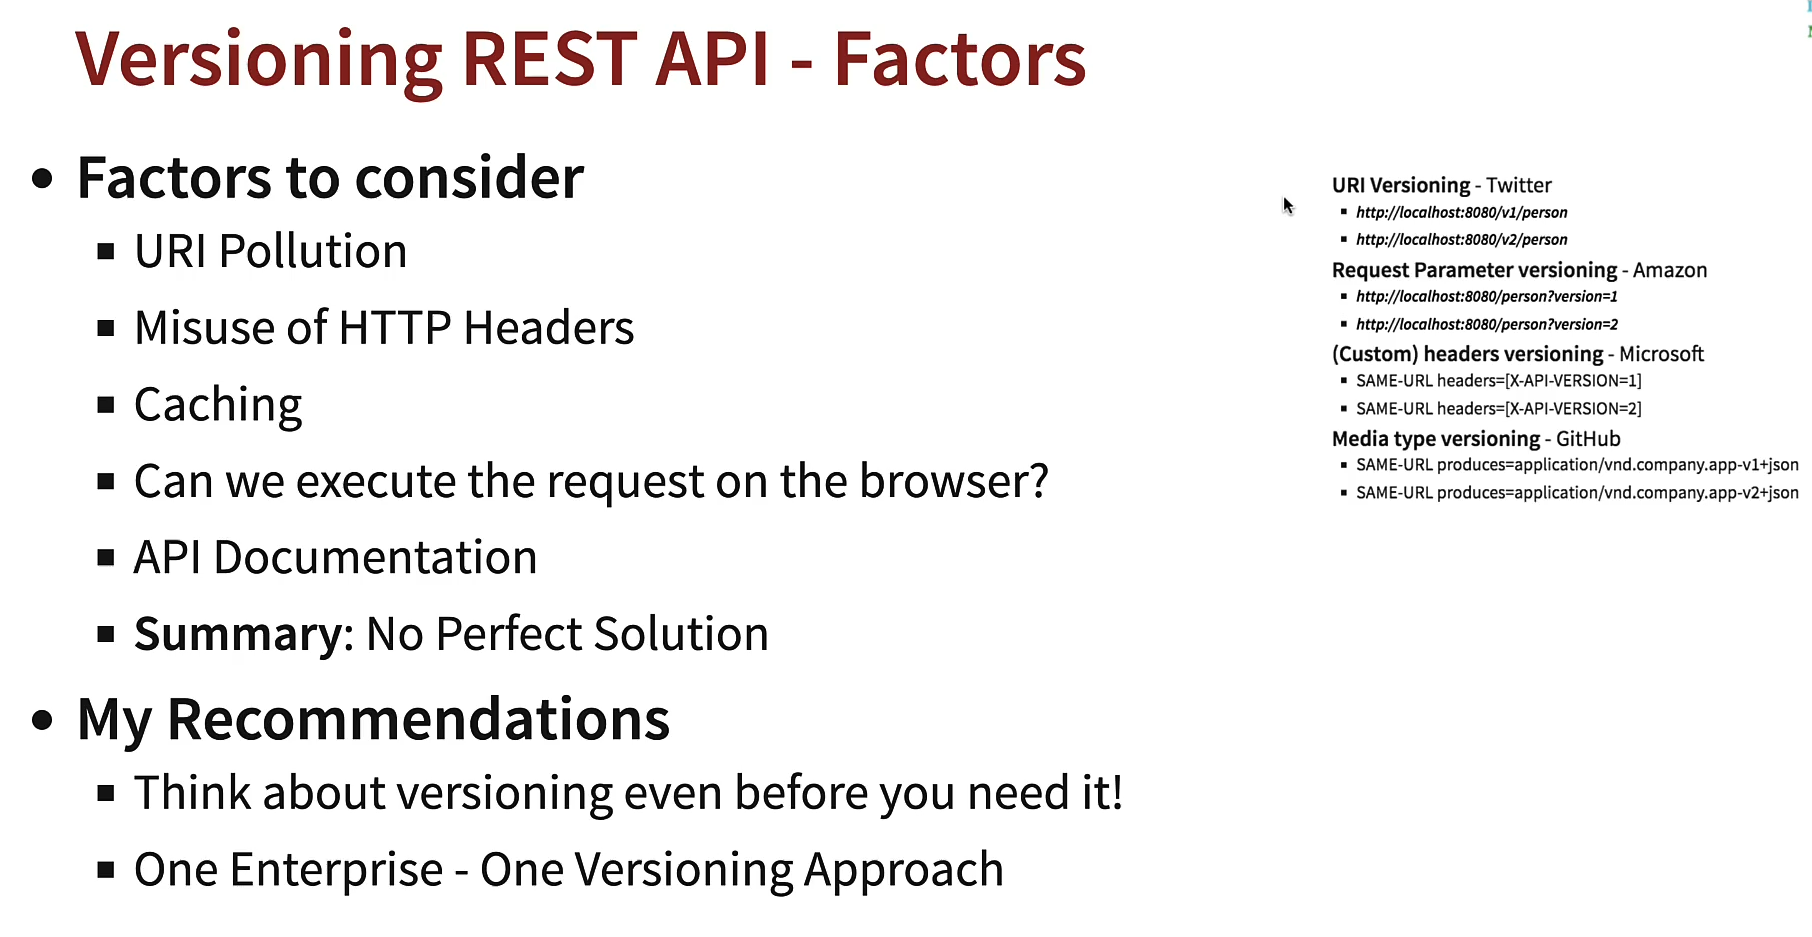 Versioning REST API - Factors
• Factors to consider
▪ URI Pollution
▪ Misuse of HTTP Headers
▪ Caching
▪ Can we execute the request on the browser?
▪ API Documentation
▪ Summary: No Perfect Solution
• My Recommendations
▪ Think about versioning even before you need it!
▪ One Enterprise - One Versioning Approach
URI Versioning - Twitter
▪ http://localhost:8080/v1/person
▪ http://localhost:8080/v2/person
Request Parameter versioning - Amazon
▪ http://localhost:8080/person?version=1
▪ http://localhost:8080/person?version=2
(Custom) headers versioning - Microsoft
▪ SAME-URL headers=[X-API-VERSION=1]
▪ SAME-URL headers=[X-API-VERSION=2]
Media type versioning - GitHub
▪ SAME-URL produces=application/vnd.company.app-v1+json
▪ SAME-URL produces=application/vnd.company.app-v2+json